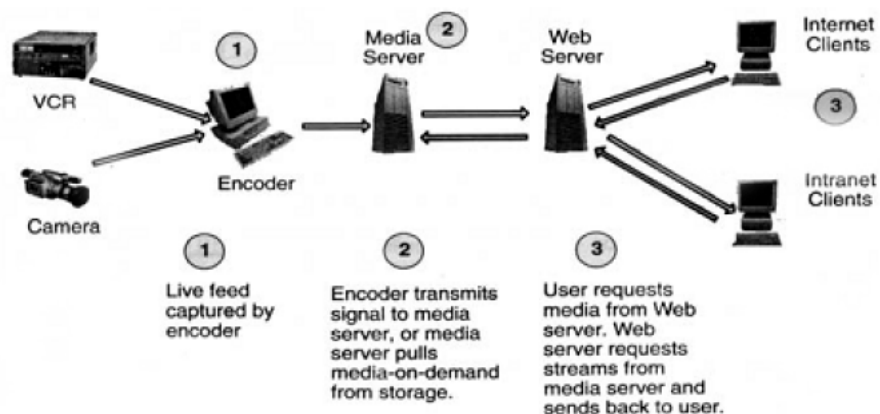 1
Media
Server
2
Web
Server
Internet
Clients
VCR
3
Encoder
Intranet
Clients
Camera
1
2
3
Live feed
captured by
encoder
Encoder transmits
signal to media
server, or media
server pulls
media-on-demand
from storage.
User requests
media from Web
server. Web
server requests
streams from
media server and
sends back to user.